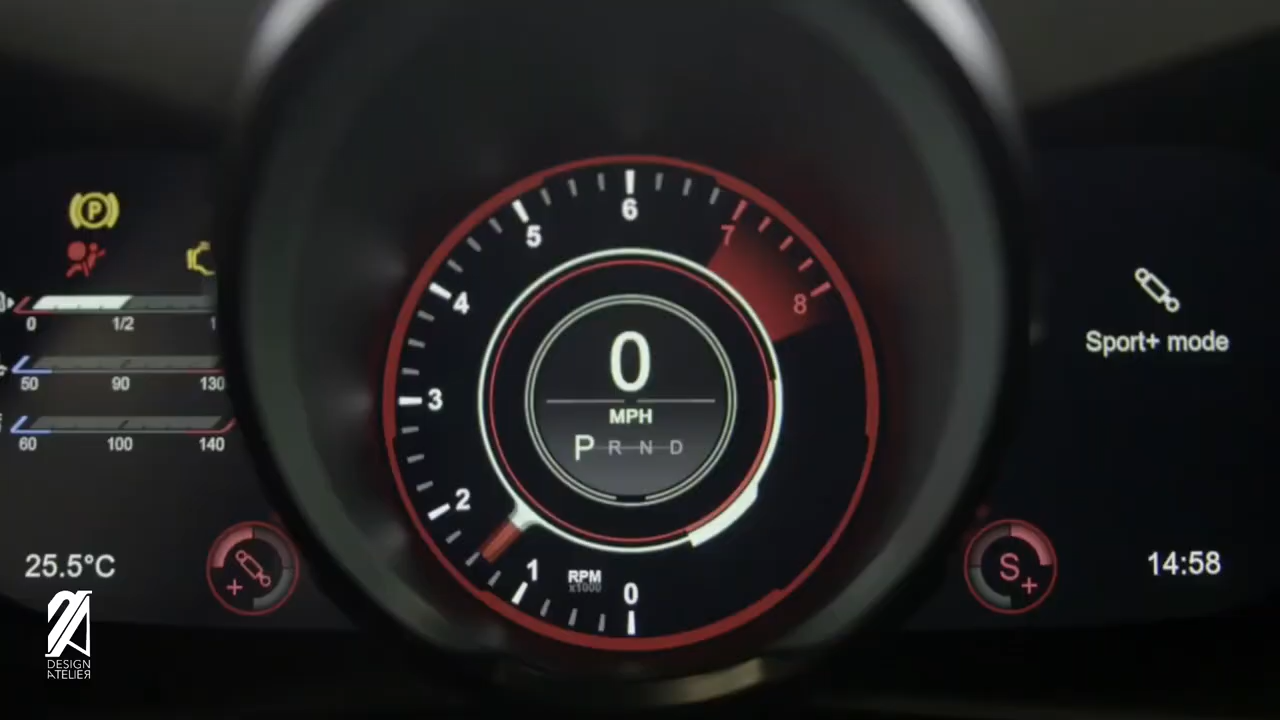 P
0 1/2 1
50 90 130
60 100 140
25.5°C
DESIGN
ATELIER
0
1
2
3
4
5
6
7
8
RPM
x1000
0
MPH
P R N D
Sport+ mode
S+
14:58